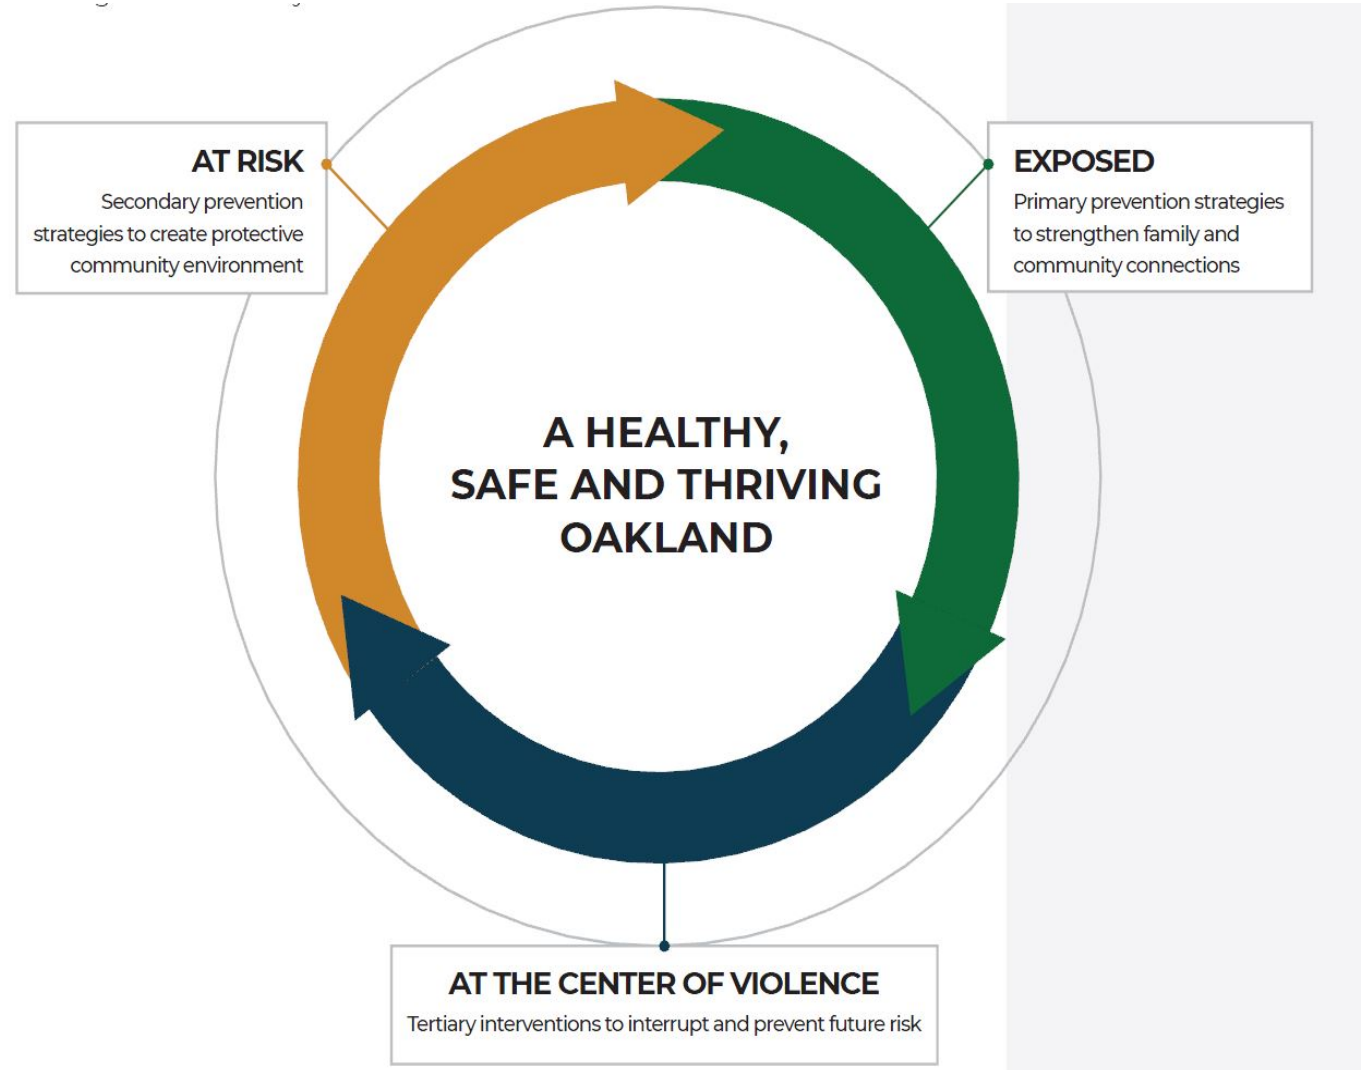 AT RISK
Secondary prevention
strategies to create protective
community environment
EXPOSED
Primary prevention strategies
to strengthen family and
community connections
A HEALTHY,
SAFE AND THRIVING
OAKLAND
AT THE CENTER OF VIOLENCE
Tertiary interventions to interrupt and prevent future risk